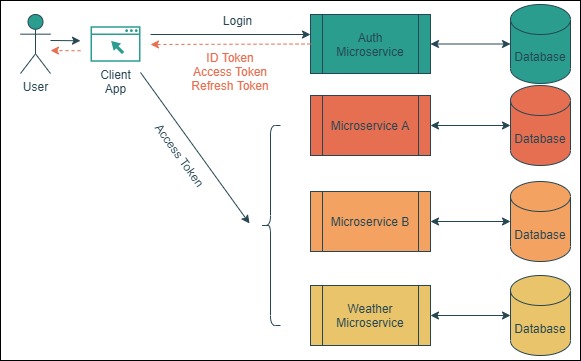 Login
Auth
Microservice
Database
ID Token
Access Token
Refresh Token
User
Client
App
Access Token
Microservice A
Database
Microservice B
Database
Weather
Microservice
Database